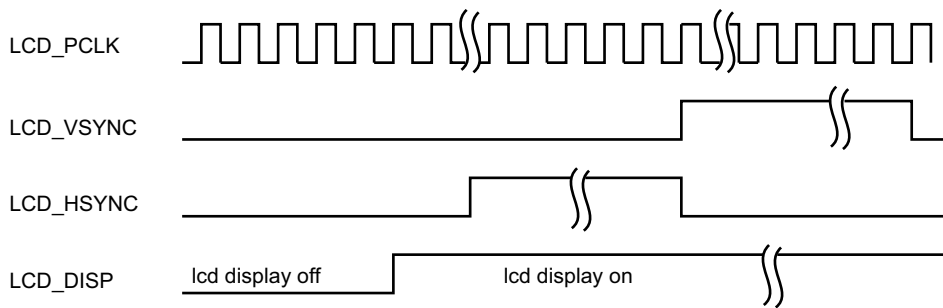 LCD_PCLK
LCD_VSYNC
LCD_HSYNC
LCD_DISP
lcd display off
lcd display on